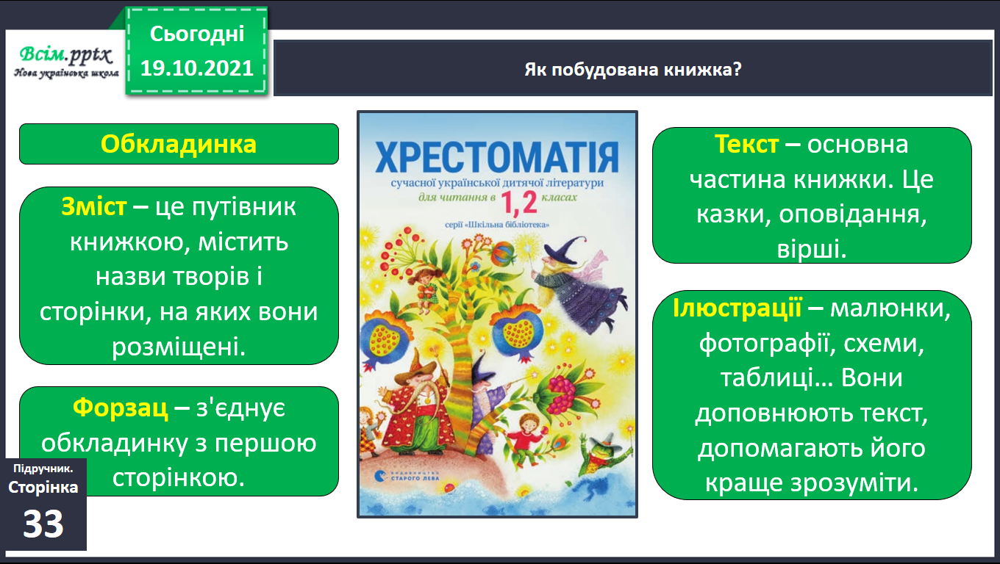 Всім.pptx
Нова українська школа
Сьогодні
19.10.2021
Як побудована книжка?
Обкладинка
Зміст – це путівник
книжкою, містить
назви творів і
сторінки, на яких вони
розміщені.
Форзац – з'єднує
обкладинку з першою
сторінкою.
Підручник.
Сторінка
33
ХРЕСТОМАТІЯ
сучасної української дитячої літератури
для читання в 1, 2 класах
серії «Шкільна бібліотека»
ВИДАВНИЦТВО
СТАРОГО ЛЕВА
Текст – основна
частина книжки. Це
казки, оповідання,
вірші.
Ілюстрації – малюнки,
фотографії, схеми,
таблиці... Вони
доповнюють текст,
допомагають його
краще зрозуміти.